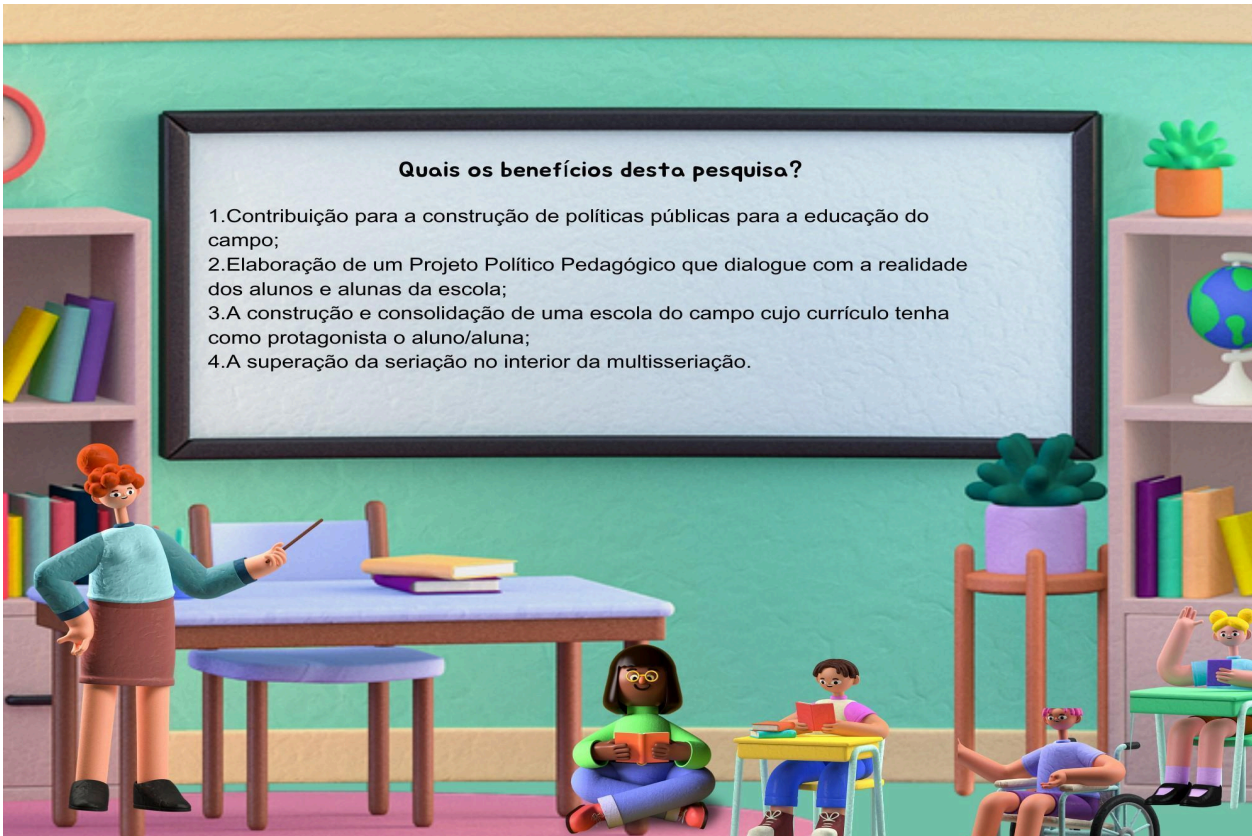 Quais os benefícios desta pesquisa?
1.Contribuição para a construção de políticas públicas para a educação do
campo;
2.Elaboração de um Projeto Político Pedagógico que dialogue com a realidade
dos alunos e alunas da escola;
3.A construção e consolidação de uma escola do campo cujo currículo tenha
como protagonista o aluno/aluna;
4.A superação da seriação no interior da multisseriação.